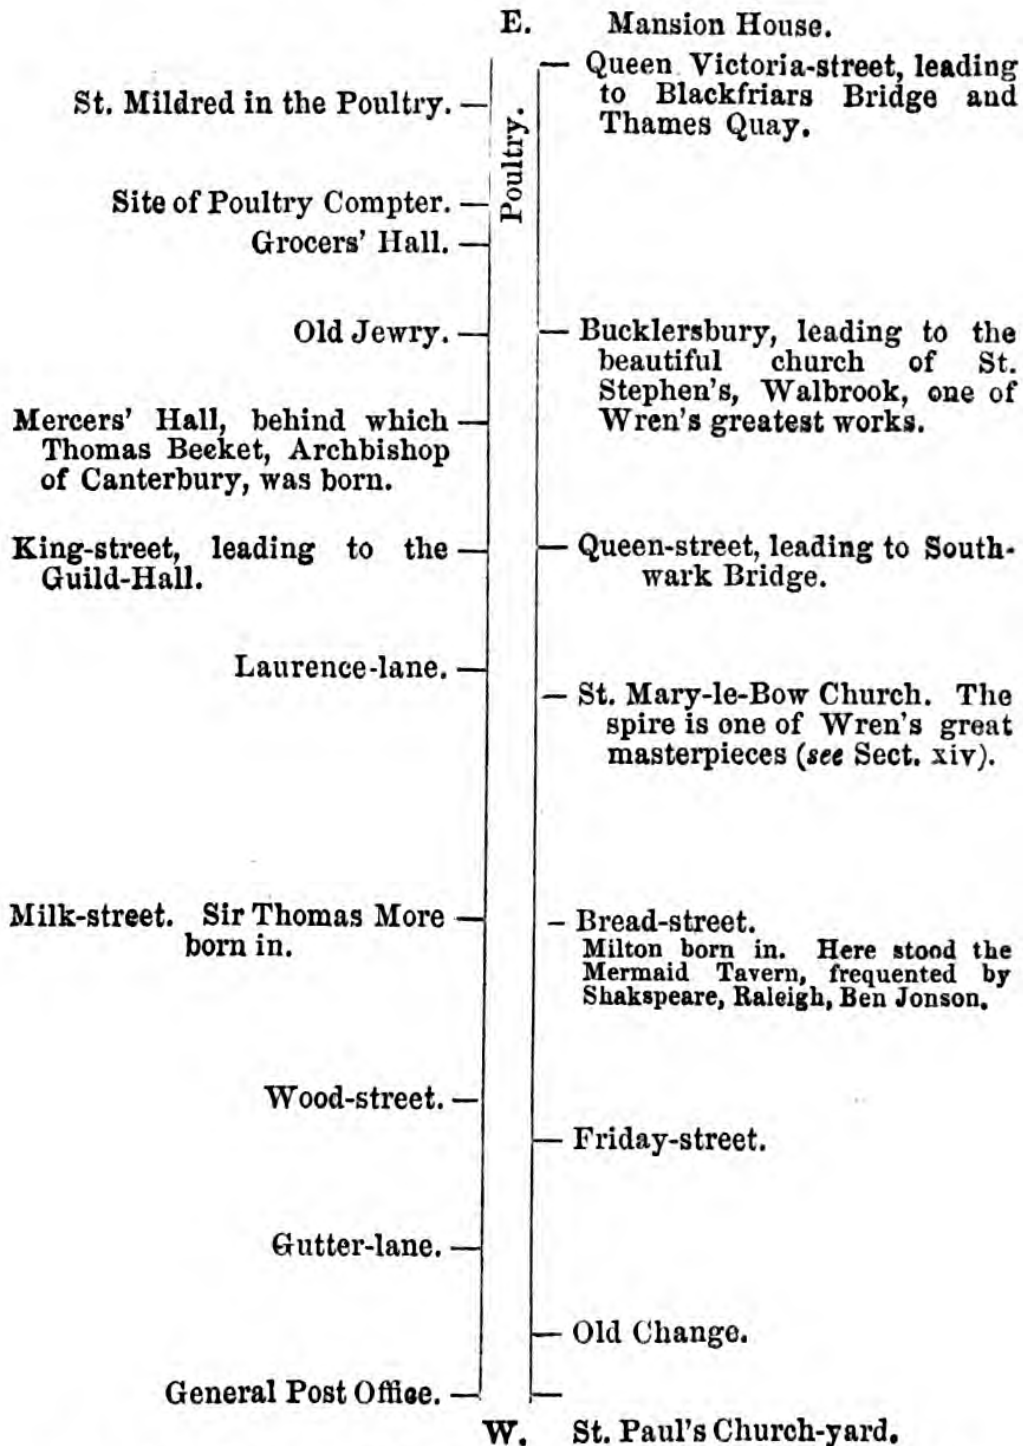 E. Mansion House.
Queen Victoria-street, leading
to Blackfriars Bridge and
Thames Quay.
St. Mildred in the Poultry.
Poultry.
Site of Poultry Compter.
Grocers' Hall.
Old Jewry.
Bucklersbury, leading to the
beautiful church of St.
Stephen's, Walbrook, one of
Wren's greatest works.
Mercers' Hall, behind which
Thomas Becket, Archbishop
of Canterbury, was born.
King-street, leading to the
Guild-Hall.
Queen-street, leading to South-
wark Bridge.
Laurence-lane.
St. Mary-le-Bow Church. The
spire is one of Wren's great
masterpieces (see Sect. xiv).
Milk-street. Sir Thomas More
born in.
Bread-street.
Milton born in. Here stood the
Mermaid Tavern, frequented by
Shakspeare, Raleigh, Ben Jonson.
Wood-street.
Friday-street.
Gutter-lane.
Old Change.
General Post Office.
W. St. Paul's Church-yard.